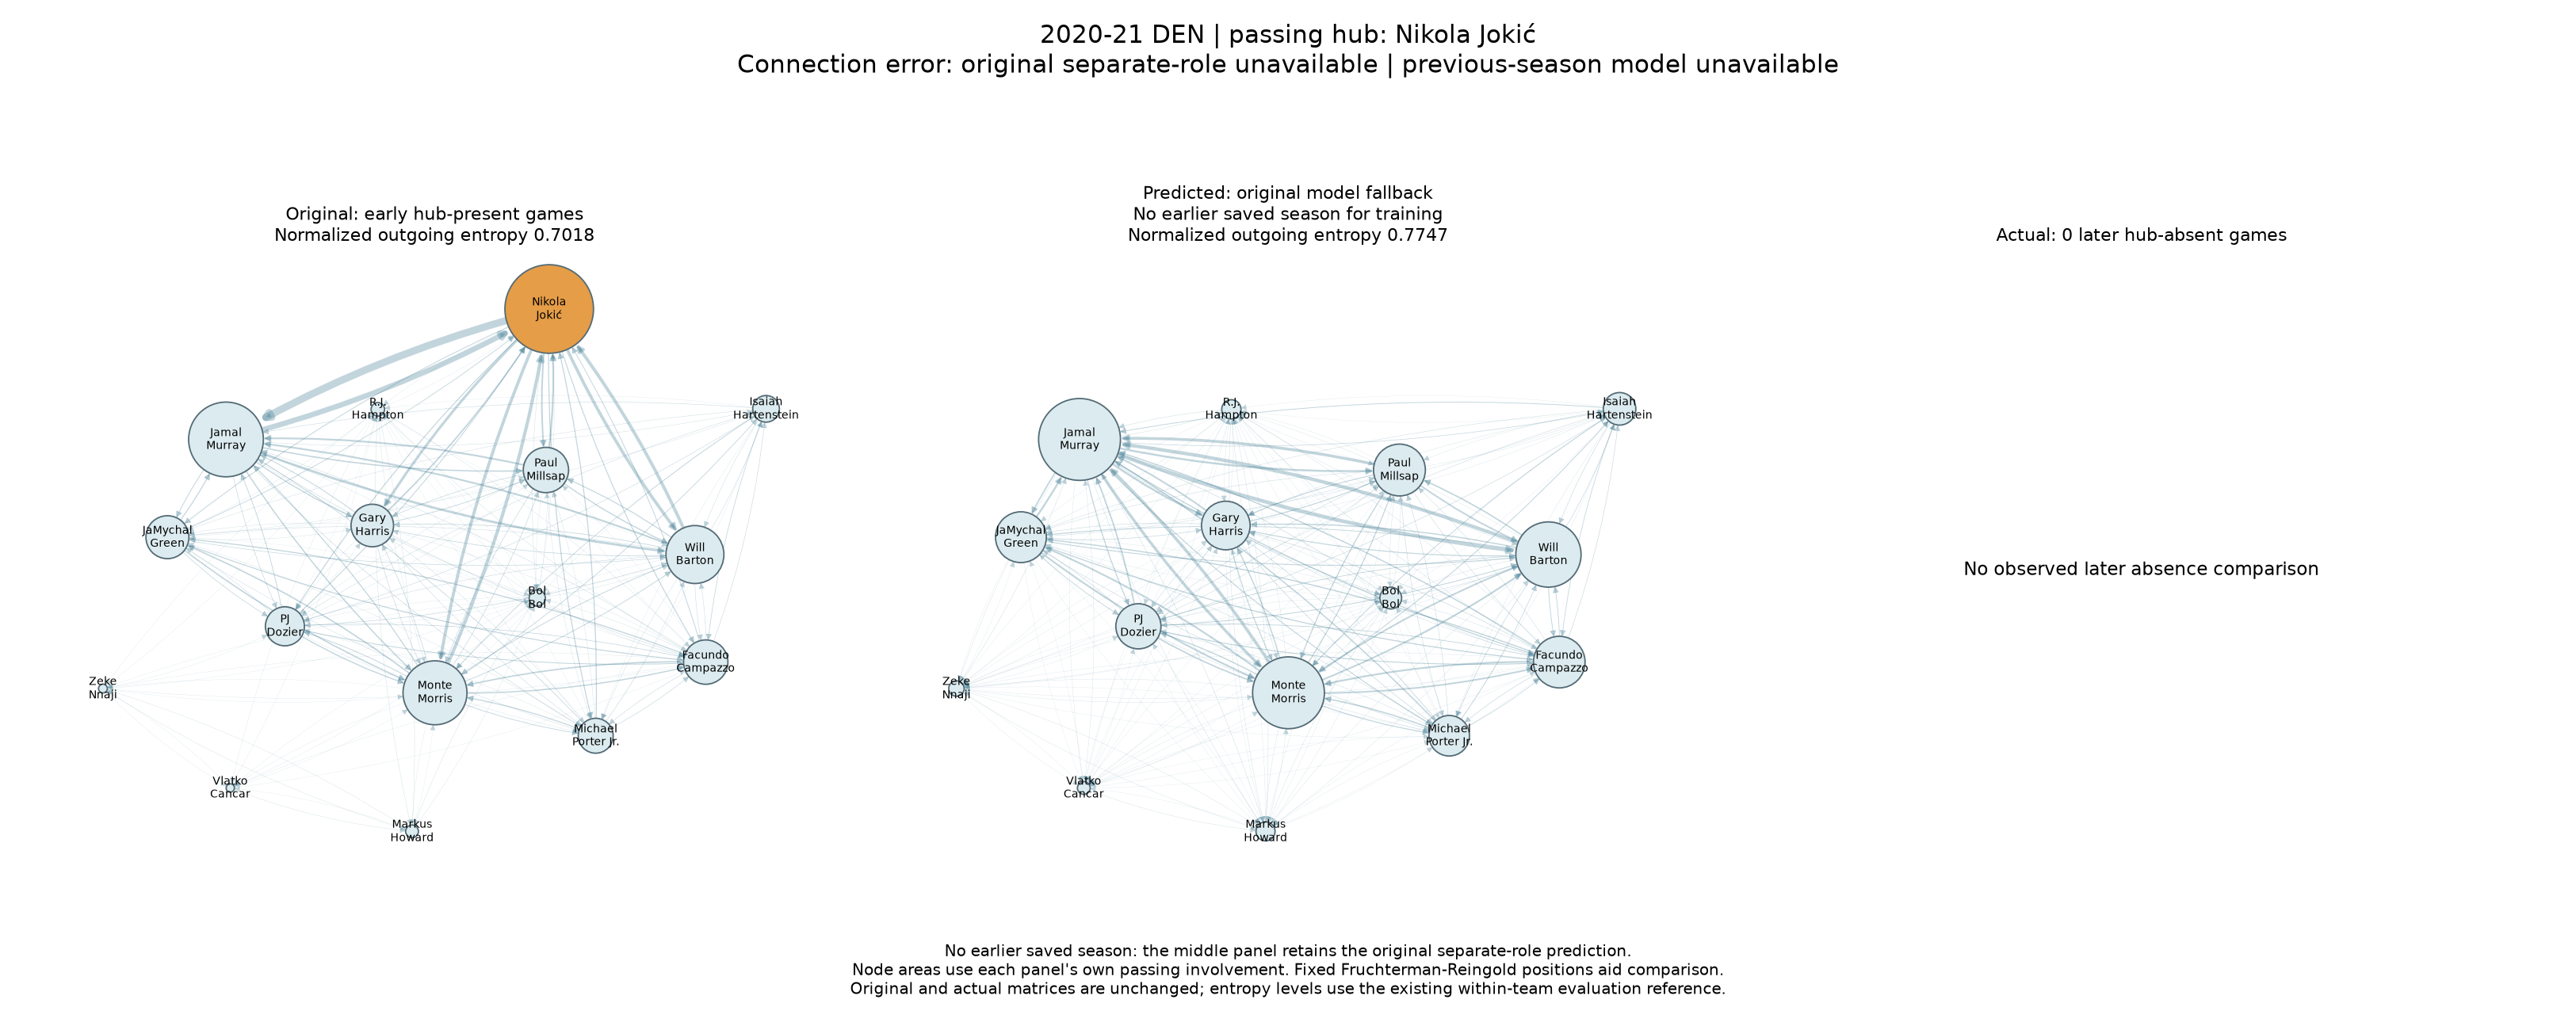 2020-21 DEN | passing hub: Nikola Jokić
Connection error: original separate-role unavailable | previous-season model unavailable
Original: early hub-present games
Normalized outgoing entropy 0.7018
Nikola
Jokić
R.J.
Hampton
Isaiah
Hartenstein
Jamal
Murray
Paul
Millsap
Gary
Harris
JaMychal
Green
Will
Barton
Bol
Bol
PJ
Dozier
Facundo
Campazzo
Zeke
Nnaji
Monte
Morris
Michael
Porter Jr.
Vlatko
Cancar
Markus
Howard
Predicted: original model fallback
No earlier saved season for training
Normalized outgoing entropy 0.7747
R.J.
Hampton
Isaiah
Hartenstein
Jamal
Murray
Paul
Millsap
Gary
Harris
JaMychal
Green
Will
Barton
Bol
Bol
PJ
Dozier
Facundo
Campazzo
Zeke
Nnaji
Monte
Morris
Michael
Porter Jr.
Vlatko
Cancar
Markus
Howard
Actual: 0 later hub-absent games
No observed later absence comparison
No earlier saved season: the middle panel retains the original separate-role prediction.
Node areas use each panel's own passing involvement. Fixed Fruchterman-Reingold positions aid comparison.
Original and actual matrices are unchanged; entropy levels use the existing within-team evaluation reference.